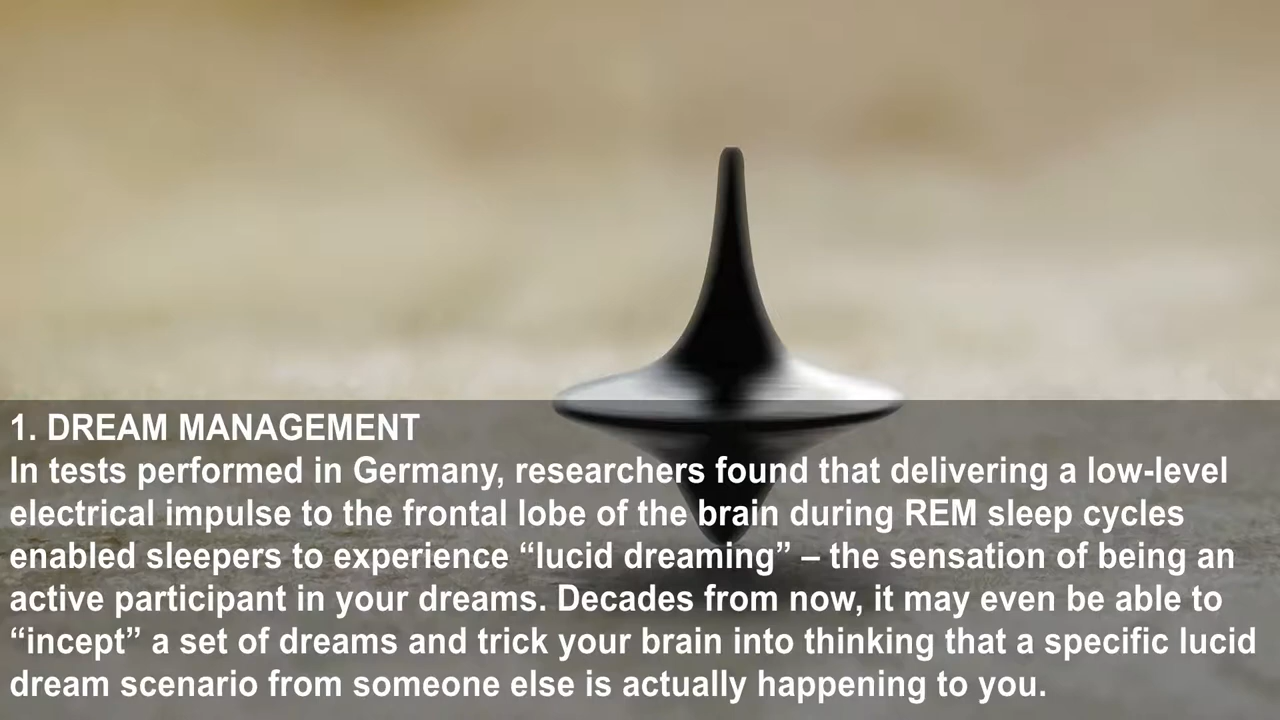 1. DREAM MANAGEMENT
In tests performed in Germany, researchers found that delivering a low-level
electrical impulse to the frontal lobe of the brain during REM sleep cycles
enabled sleepers to experience “lucid dreaming” – the sensation of being an
active participant in your dreams. Decades from now, it may even be able to
“incept” a set of dreams and trick your brain into thinking that a specific lucid
dream scenario from someone else is actually happening to you.